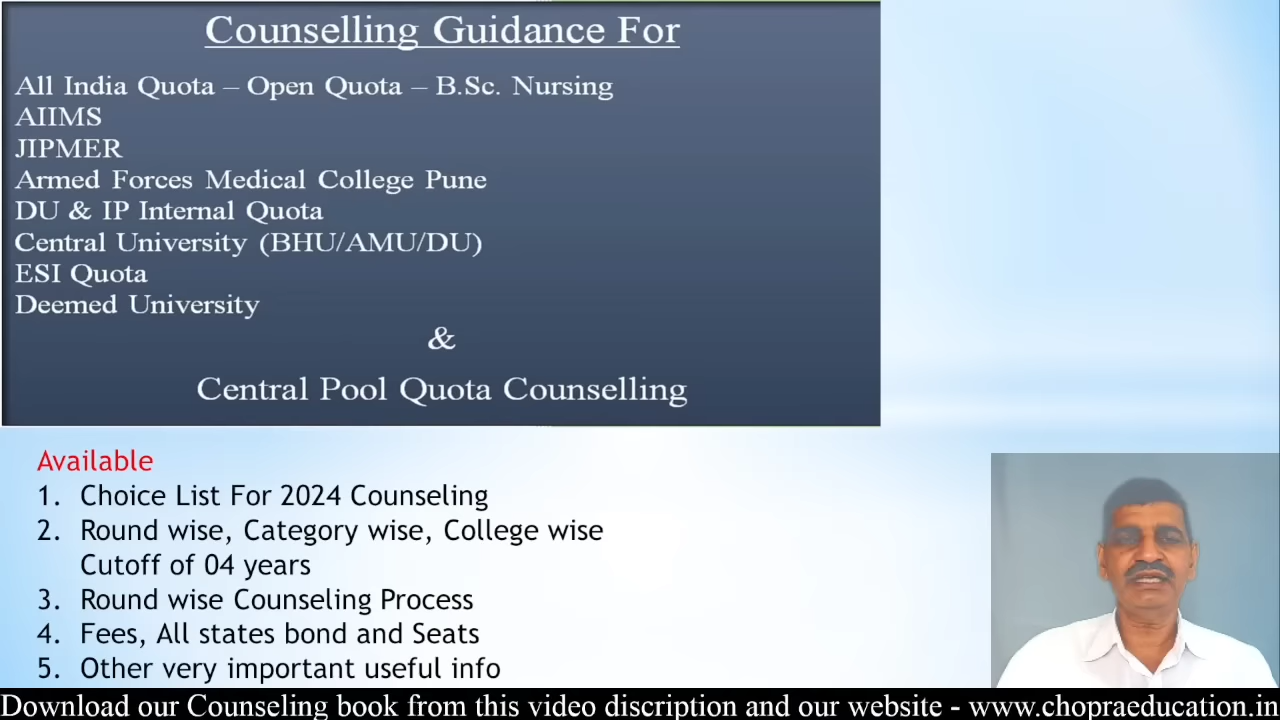 Counselling Guidance For
All India Quota – Open Quota – B.Sc. Nursing
AIIMS
JIPMER
Armed Forces Medical College Pune
DU & IP Internal Quota
Central University (BHU/AMU/DU)
ESI Quota
Deemed University
&
Central Pool Quota Counselling
Available
1. Choice List For 2024 Counseling
2. Round wise, Category wise, College wise
Cutoff of 04 years
3. Round wise Counseling Process
4. Fees, All states bond and Seats
5. Other very important useful info
Download our Counseling book from this video discription and our website - www.chopraeducation.in